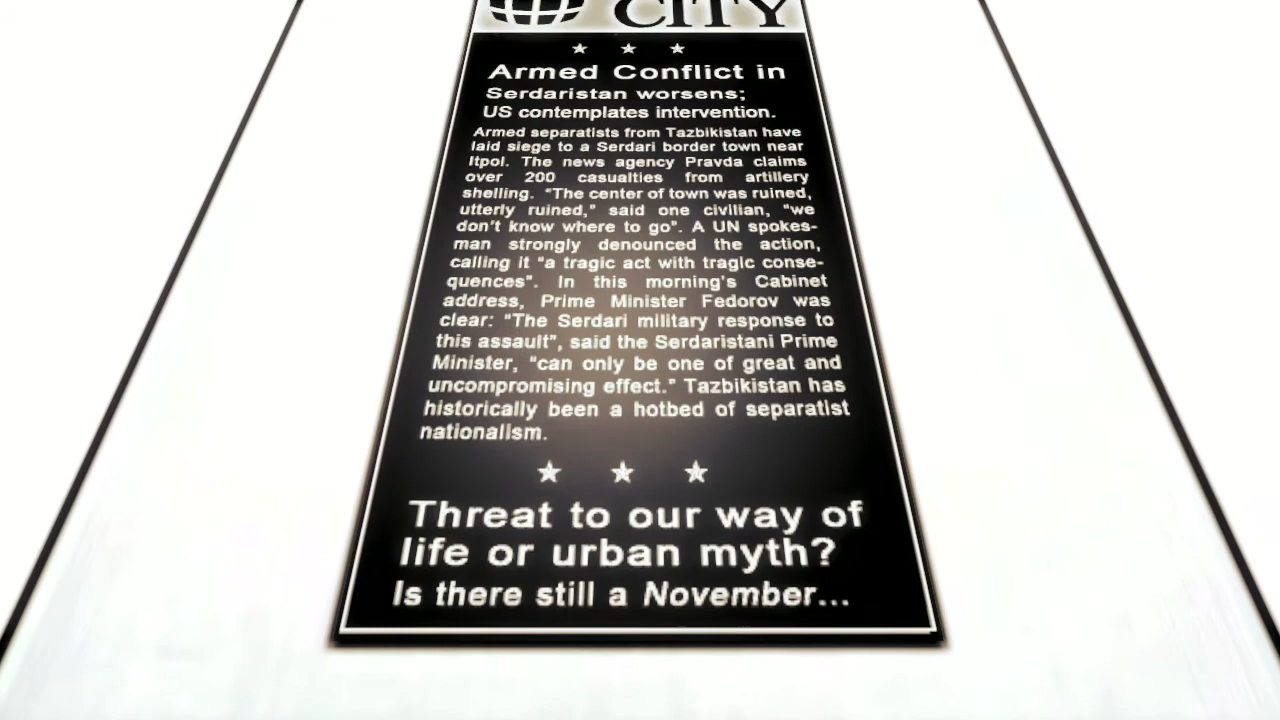 CITY
Armed Conflict in
Serdaristan worsens;
US contemplates intervention.
Armed separatists from Tazbikistan have
laid siege to a Serdari border town near
Itpol. The news agency Pravda claims
over 200 casualties from artillery
shelling. "The center of town was ruined,
utterly ruined," said one civilian, "we
don't know where to go". A UN spokes-
man strongly denounced the action,
calling it "a tragic act with tragic conse-
quences". In this morning's Cabinet
address, Prime Minister Fedorov was
clear: "The Serdari military response to
this assault", said the Serdaristani Prime
Minister, "can only be one of great and
uncompromising effect." Tazbikistan has
historically been a hotbed of separatist
nationalism.
Threat to our way of
life or urban myth?
Is there still a November...